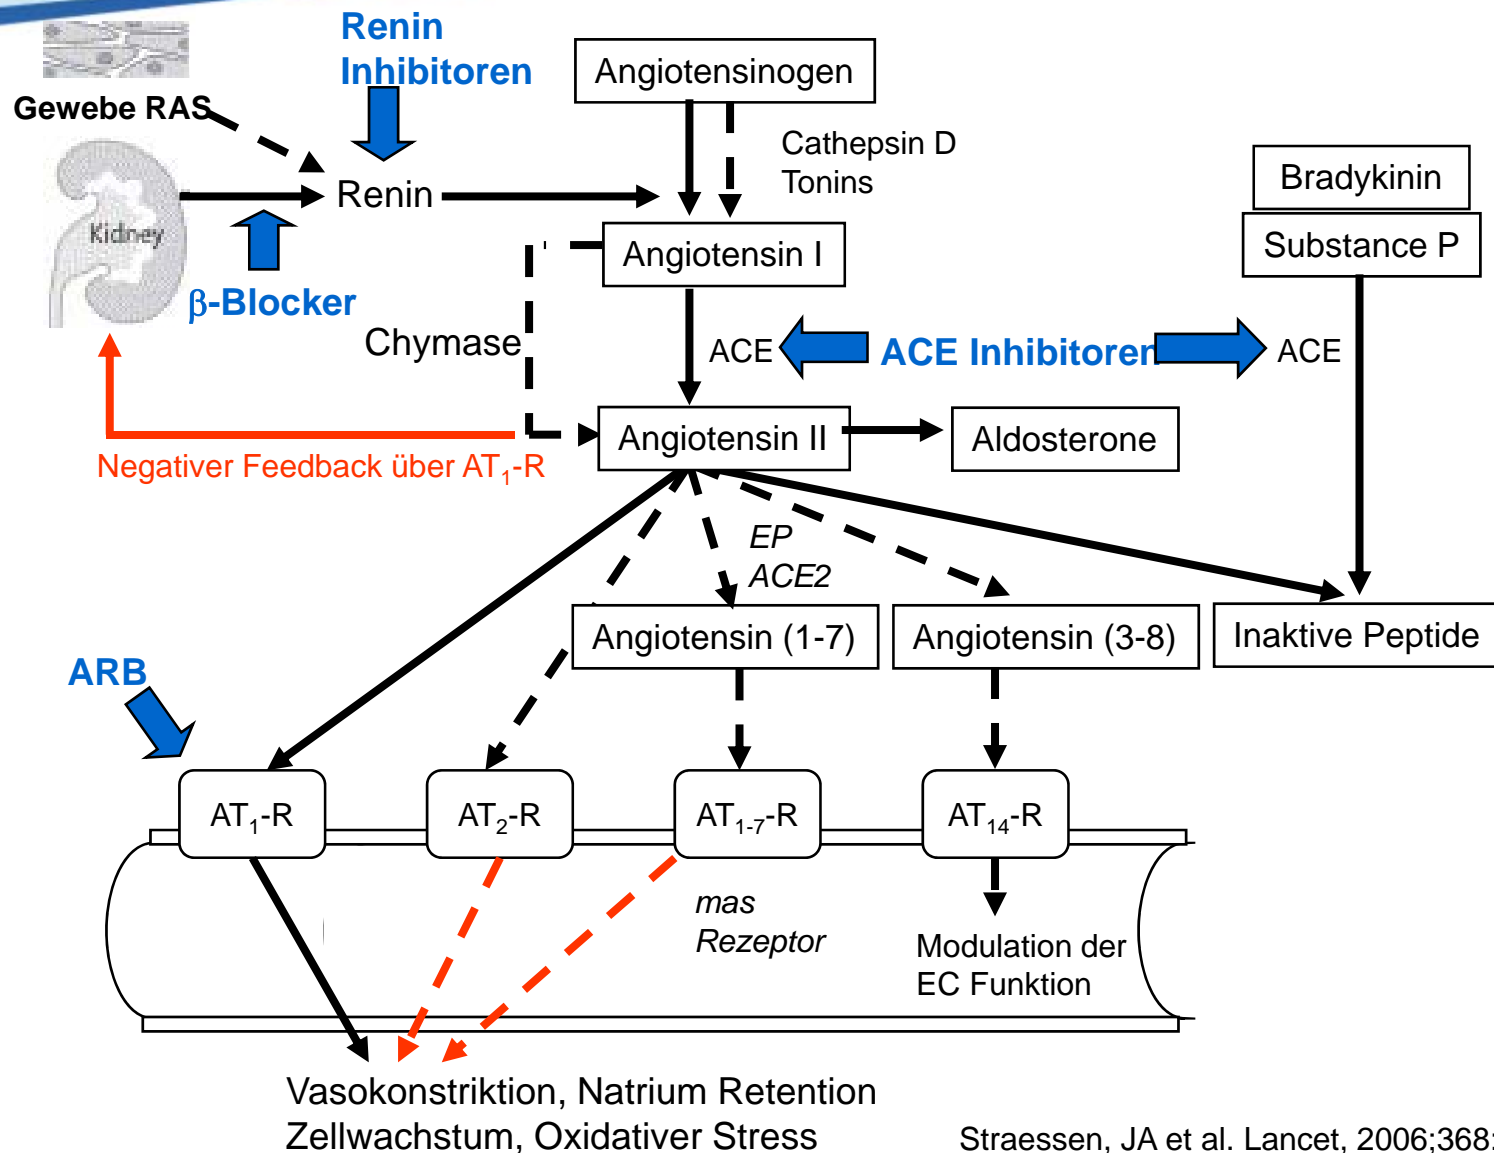 Renin
Inhibitoren
Angiotensinogen
Gewebe RAS
Cathepsin D
Tonins
Bradykinin
Renin
Kidney
Substance P
Angiotensin I
β-Blocker
Chymase
ACE
ACE Inhibitoren
ACE
Angiotensin II
Aldosterone
Negativer Feedback über AT₁-R
EP
ACE2
Angiotensin (1-7)
Angiotensin (3-8)
Inaktive Peptide
ARB
AT₁-R
AT₂-R
AT₁₋₇-R
AT₁₄-R
mas
Rezeptor
Modulation der
EC Funktion
Vasokonstriktion, Natrium Retention
Zellwachstum, Oxidativer Stress
Straessen, JA et al. Lancet, 2006;368: